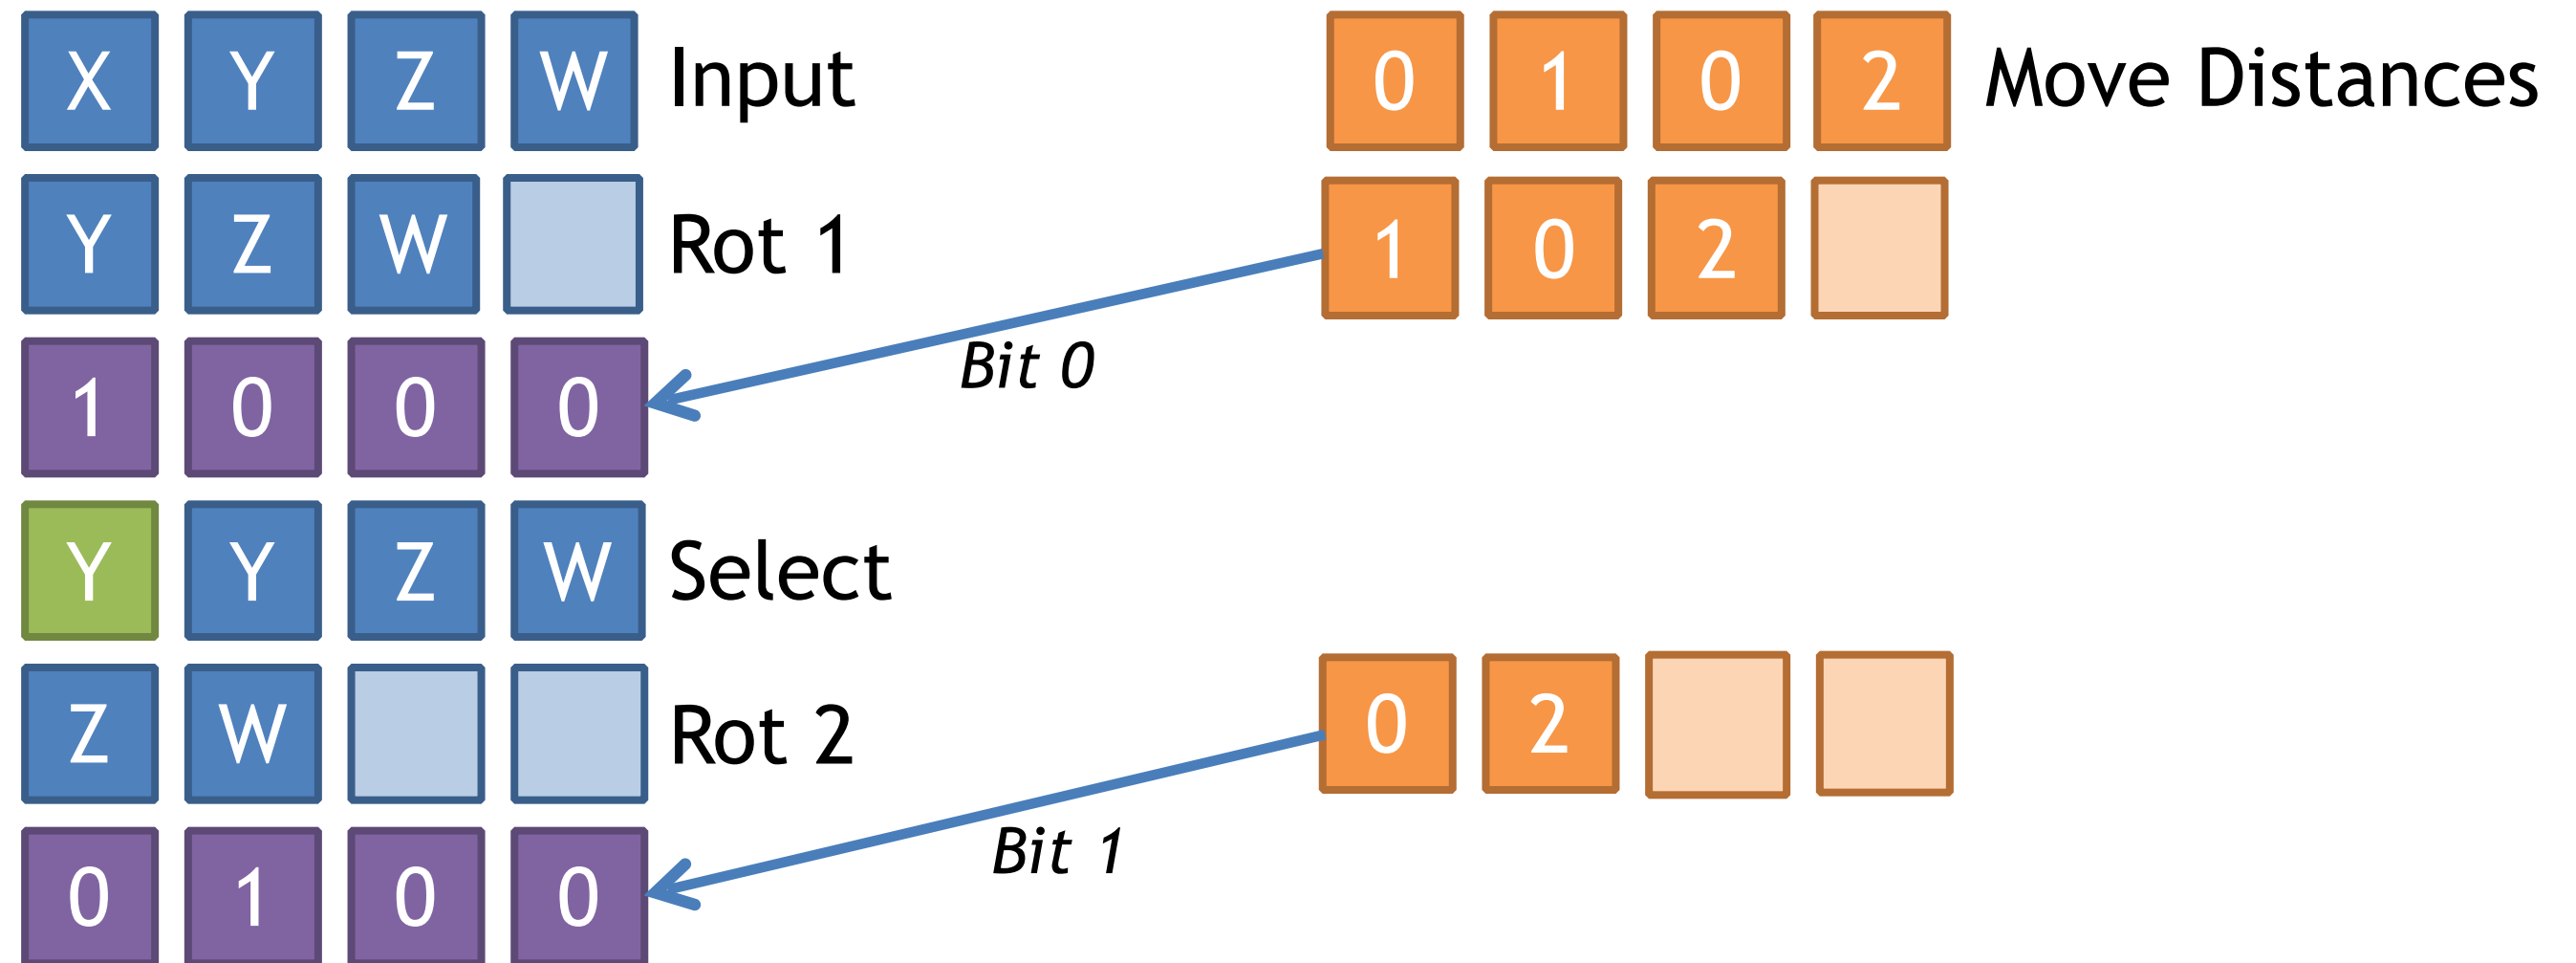 X Y Z W Input 0 1 0 2 Move Distances
Y Z W Rot 1 1 0 2
Bit 0
1 0 0 0
Y Y Z W Select
Z W Rot 2 0 2
Bit 1
0 1 0 0